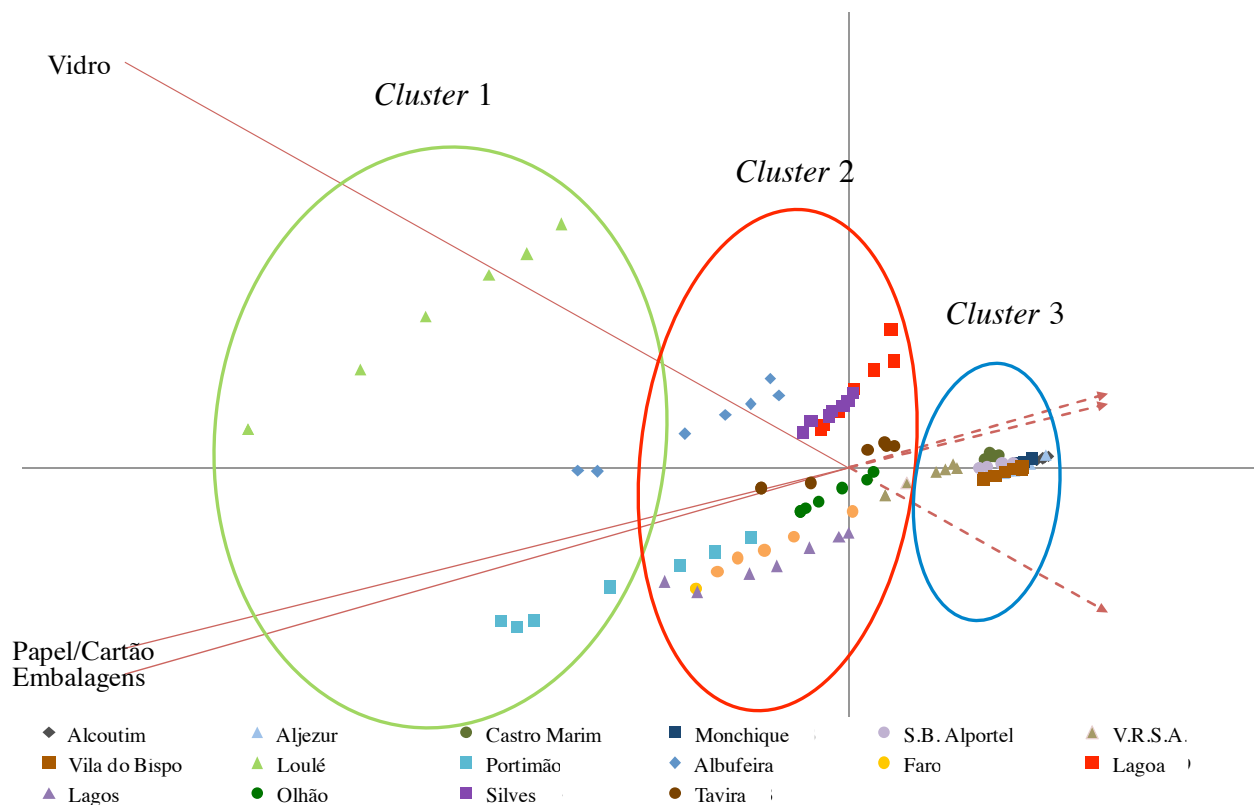 Vidro
Cluster 1
Cluster 2
Cluster 3
Papel/Cartão
Embalagens
Alcoutim Aljezur Castro Marim Monchique S.B. Alportel V.R.S.A.
Vila do Bispo Loulé Portimão Albufeira Faro Lagoa
Lagos Olhão Silves Tavira